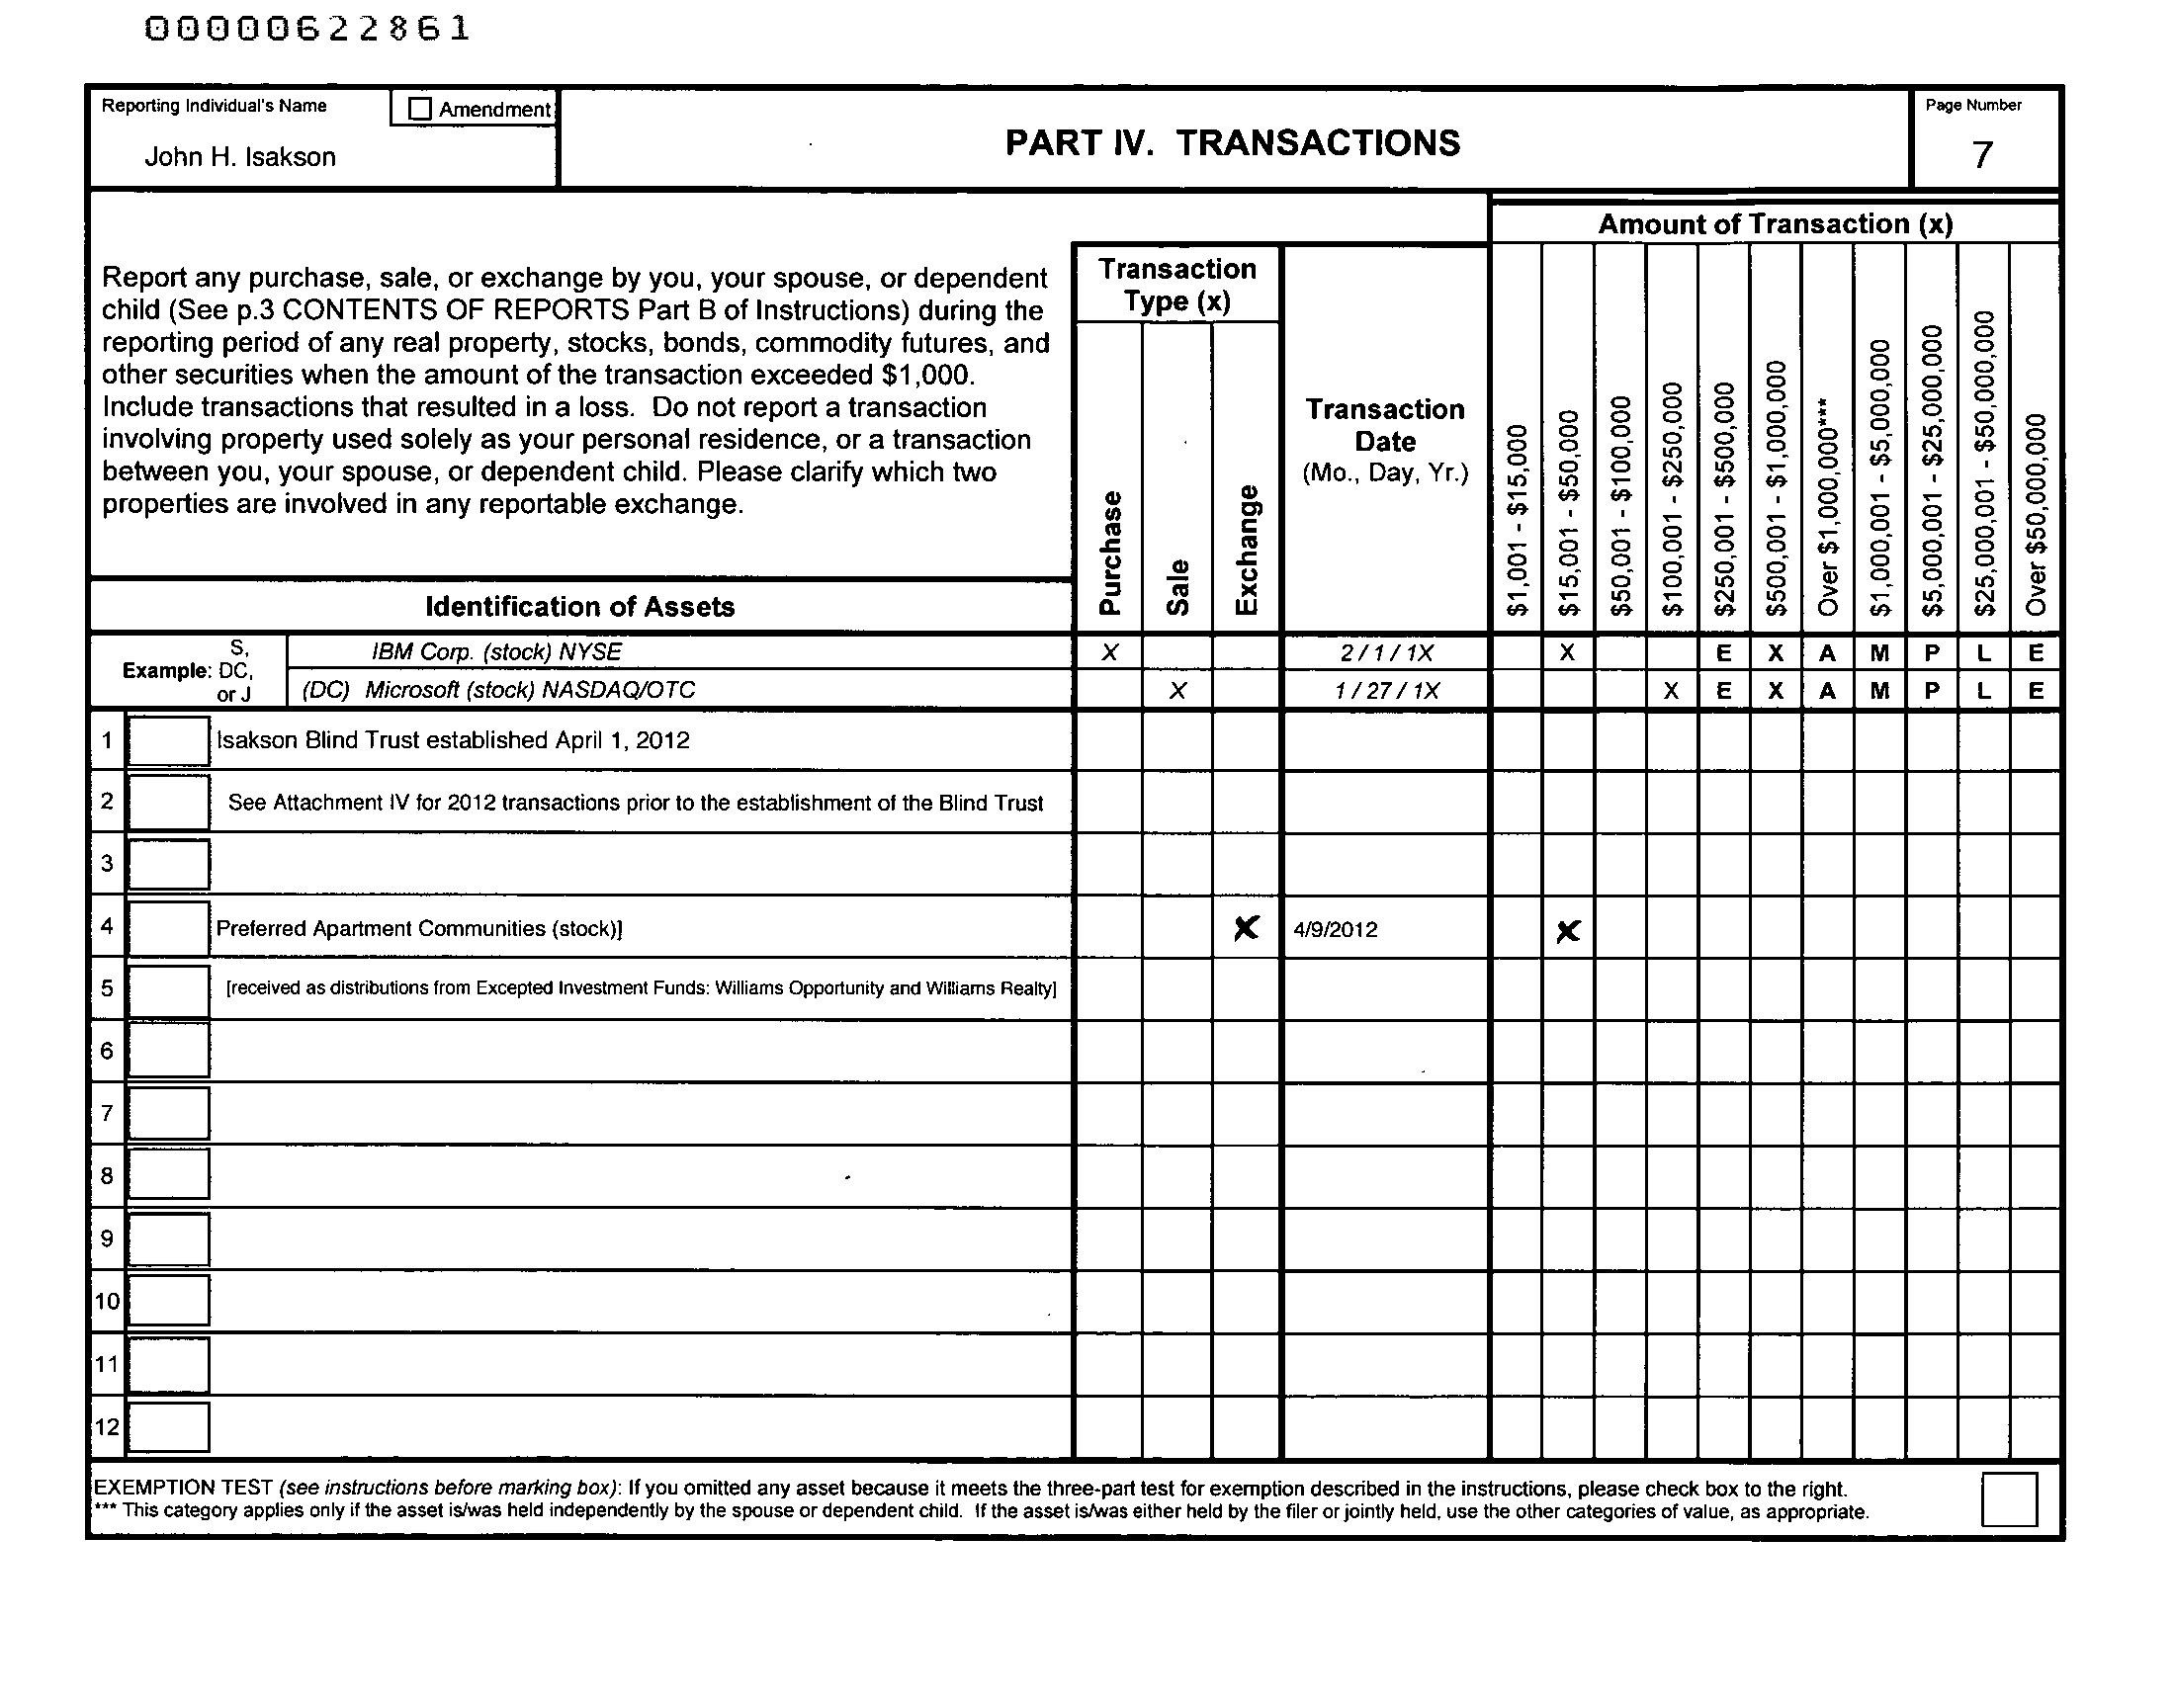 00000622861
Reporting Individual's Name
Amendment
John H. Isakson
PART IV. TRANSACTIONS
Page Number
7
Amount of Transaction (x)
Report any purchase, sale, or exchange by you, your spouse, or dependent
child (See p.3 CONTENTS OF REPORTS Part B of Instructions) during the
reporting period of any real property, stocks, bonds, commodity futures, and
other securities when the amount of the transaction exceeded $1,000.
Include transactions that resulted in a loss. Do not report a transaction
involving property used solely as your personal residence, or a transaction
between you, your spouse, or dependent child. Please clarify which two
properties are involved in any reportable exchange.
Transaction
Type (x)
Purchase
Sale
Exchange
Transaction
Date
(Mo., Day, Yr.)
$1,001 - $15,000
$15,001 - $50,000
$50,001 - $100,000
$100,001 - $250,000
$250,001 - $500,000
$500,001 - $1,000,000
Over $1,000,000***
$1,000,001 - $5,000,000
$5,000,001 - $25,000,000
$25,000,001 - $50,000,000
Over $50,000,000
Identification of Assets
Example: S, DC, or J
IBM Corp. (stock) NYSE X 2 / 1 / 1X X E X A M P L E
(DC) Microsoft (stock) NASDAQ/OTC X 1 / 27 / 1X X E X A M P L E
1 Isakson Blind Trust established April 1, 2012
2 See Attachment IV for 2012 transactions prior to the establishment of the Blind Trust
3
4 Preferred Apartment Communities (stock)] X 4/9/2012 X
5 [received as distributions from Excepted Investment Funds: Williams Opportunity and Williams Realty]
6
7
8
9
10
11
12
EXEMPTION TEST (see instructions before marking box): If you omitted any asset because it meets the three-part test for exemption described in the instructions, please check box to the right.
*** This category applies only if the asset is/was held independently by the spouse or dependent child. If the asset is/was either held by the filer or jointly held, use the other categories of value, as appropriate.